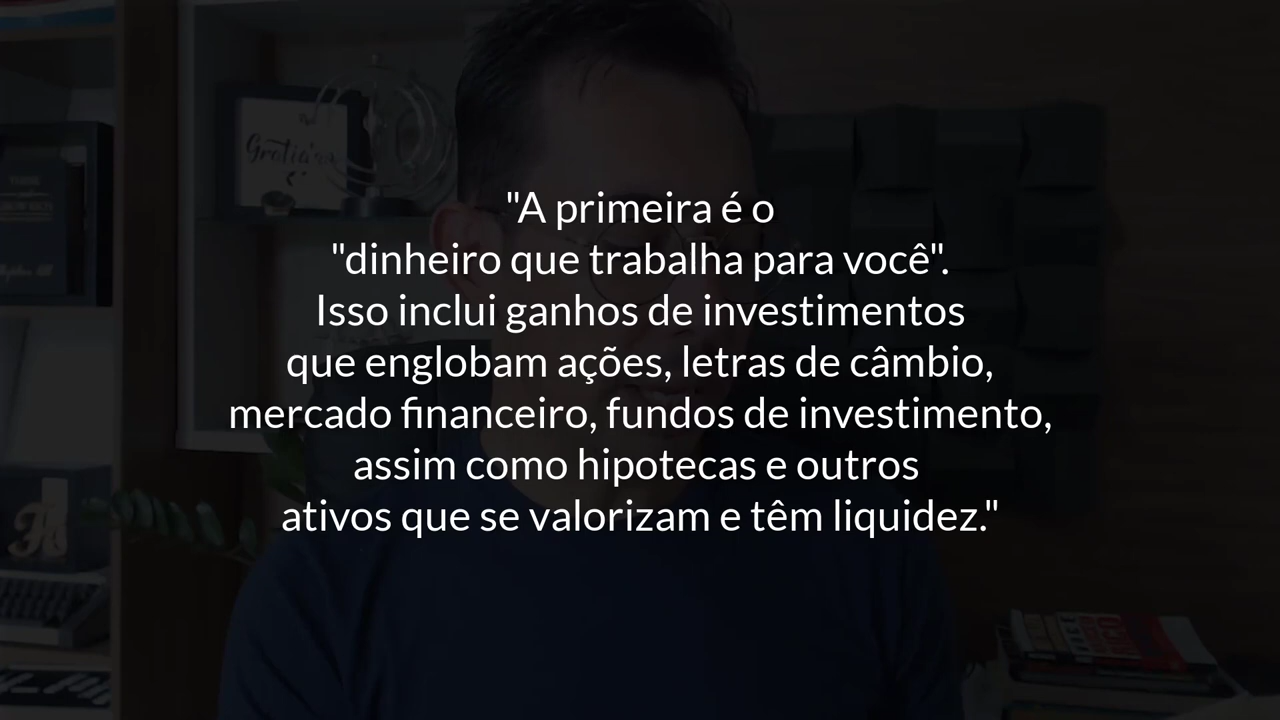 Gratidão
"A primeira é o
"dinheiro que trabalha para você".
Isso inclui ganhos de investimentos
que englobam ações, letras de câmbio,
mercado financeiro, fundos de investimento,
assim como hipotecas e outros
ativos que se valorizam e têm liquidez."